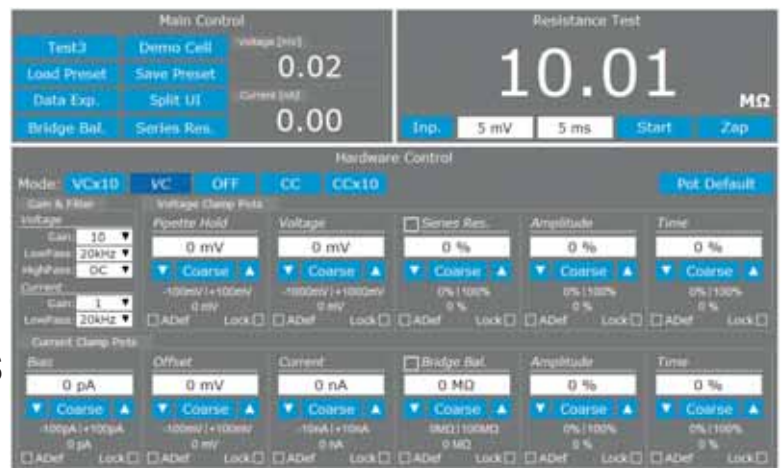 Main Control
Test3 Demo Cell Voltage [mV]
0.02
Load Preset Save Preset
Data Exp. Split UI Current [nA]
0.00
Bridge Bal. Series Res.
Resistance Test
10.01
MΩ
Inp. 5 mV 5 ms Start Zap
Hardware Control
Mode: VCx10 VC OFF CC CCx10 Pot Default
Gain & Filter
Voltage
Gain: 10
LowPass: 20kHz
HighPass: DC
Current
Gain: 1
LowPass: 20kHz
Voltage Clamp Pots
Pipette Hold Voltage Series Res. Amplitude Time
0 mV 0 mV 0 % 0 % 0 %
Coarse Coarse Coarse Coarse Coarse
-100mV|+100mV -1000mV|+1000mV 0%|100% 0%|100% 0%|100%
0 mV 0 mV 0 % 0 % 0 %
ADef Lock ADef Lock ADef Lock ADef Lock ADef Lock
Current Clamp Pots
Bias Offset Current Bridge Bal. Amplitude Time
0 pA 0 mV 0 nA 0 MΩ 0 % 0 %
Coarse Coarse Coarse Coarse Coarse Coarse
-100pA|+100pA -100mV|+100mV -10nA|+10nA 0MΩ|100MΩ 0%|100% 0%|100%
0 pA 0 mV 0 nA 0 MΩ 0 % 0 %
ADef Lock ADef Lock ADef Lock ADef Lock ADef Lock ADef Lock